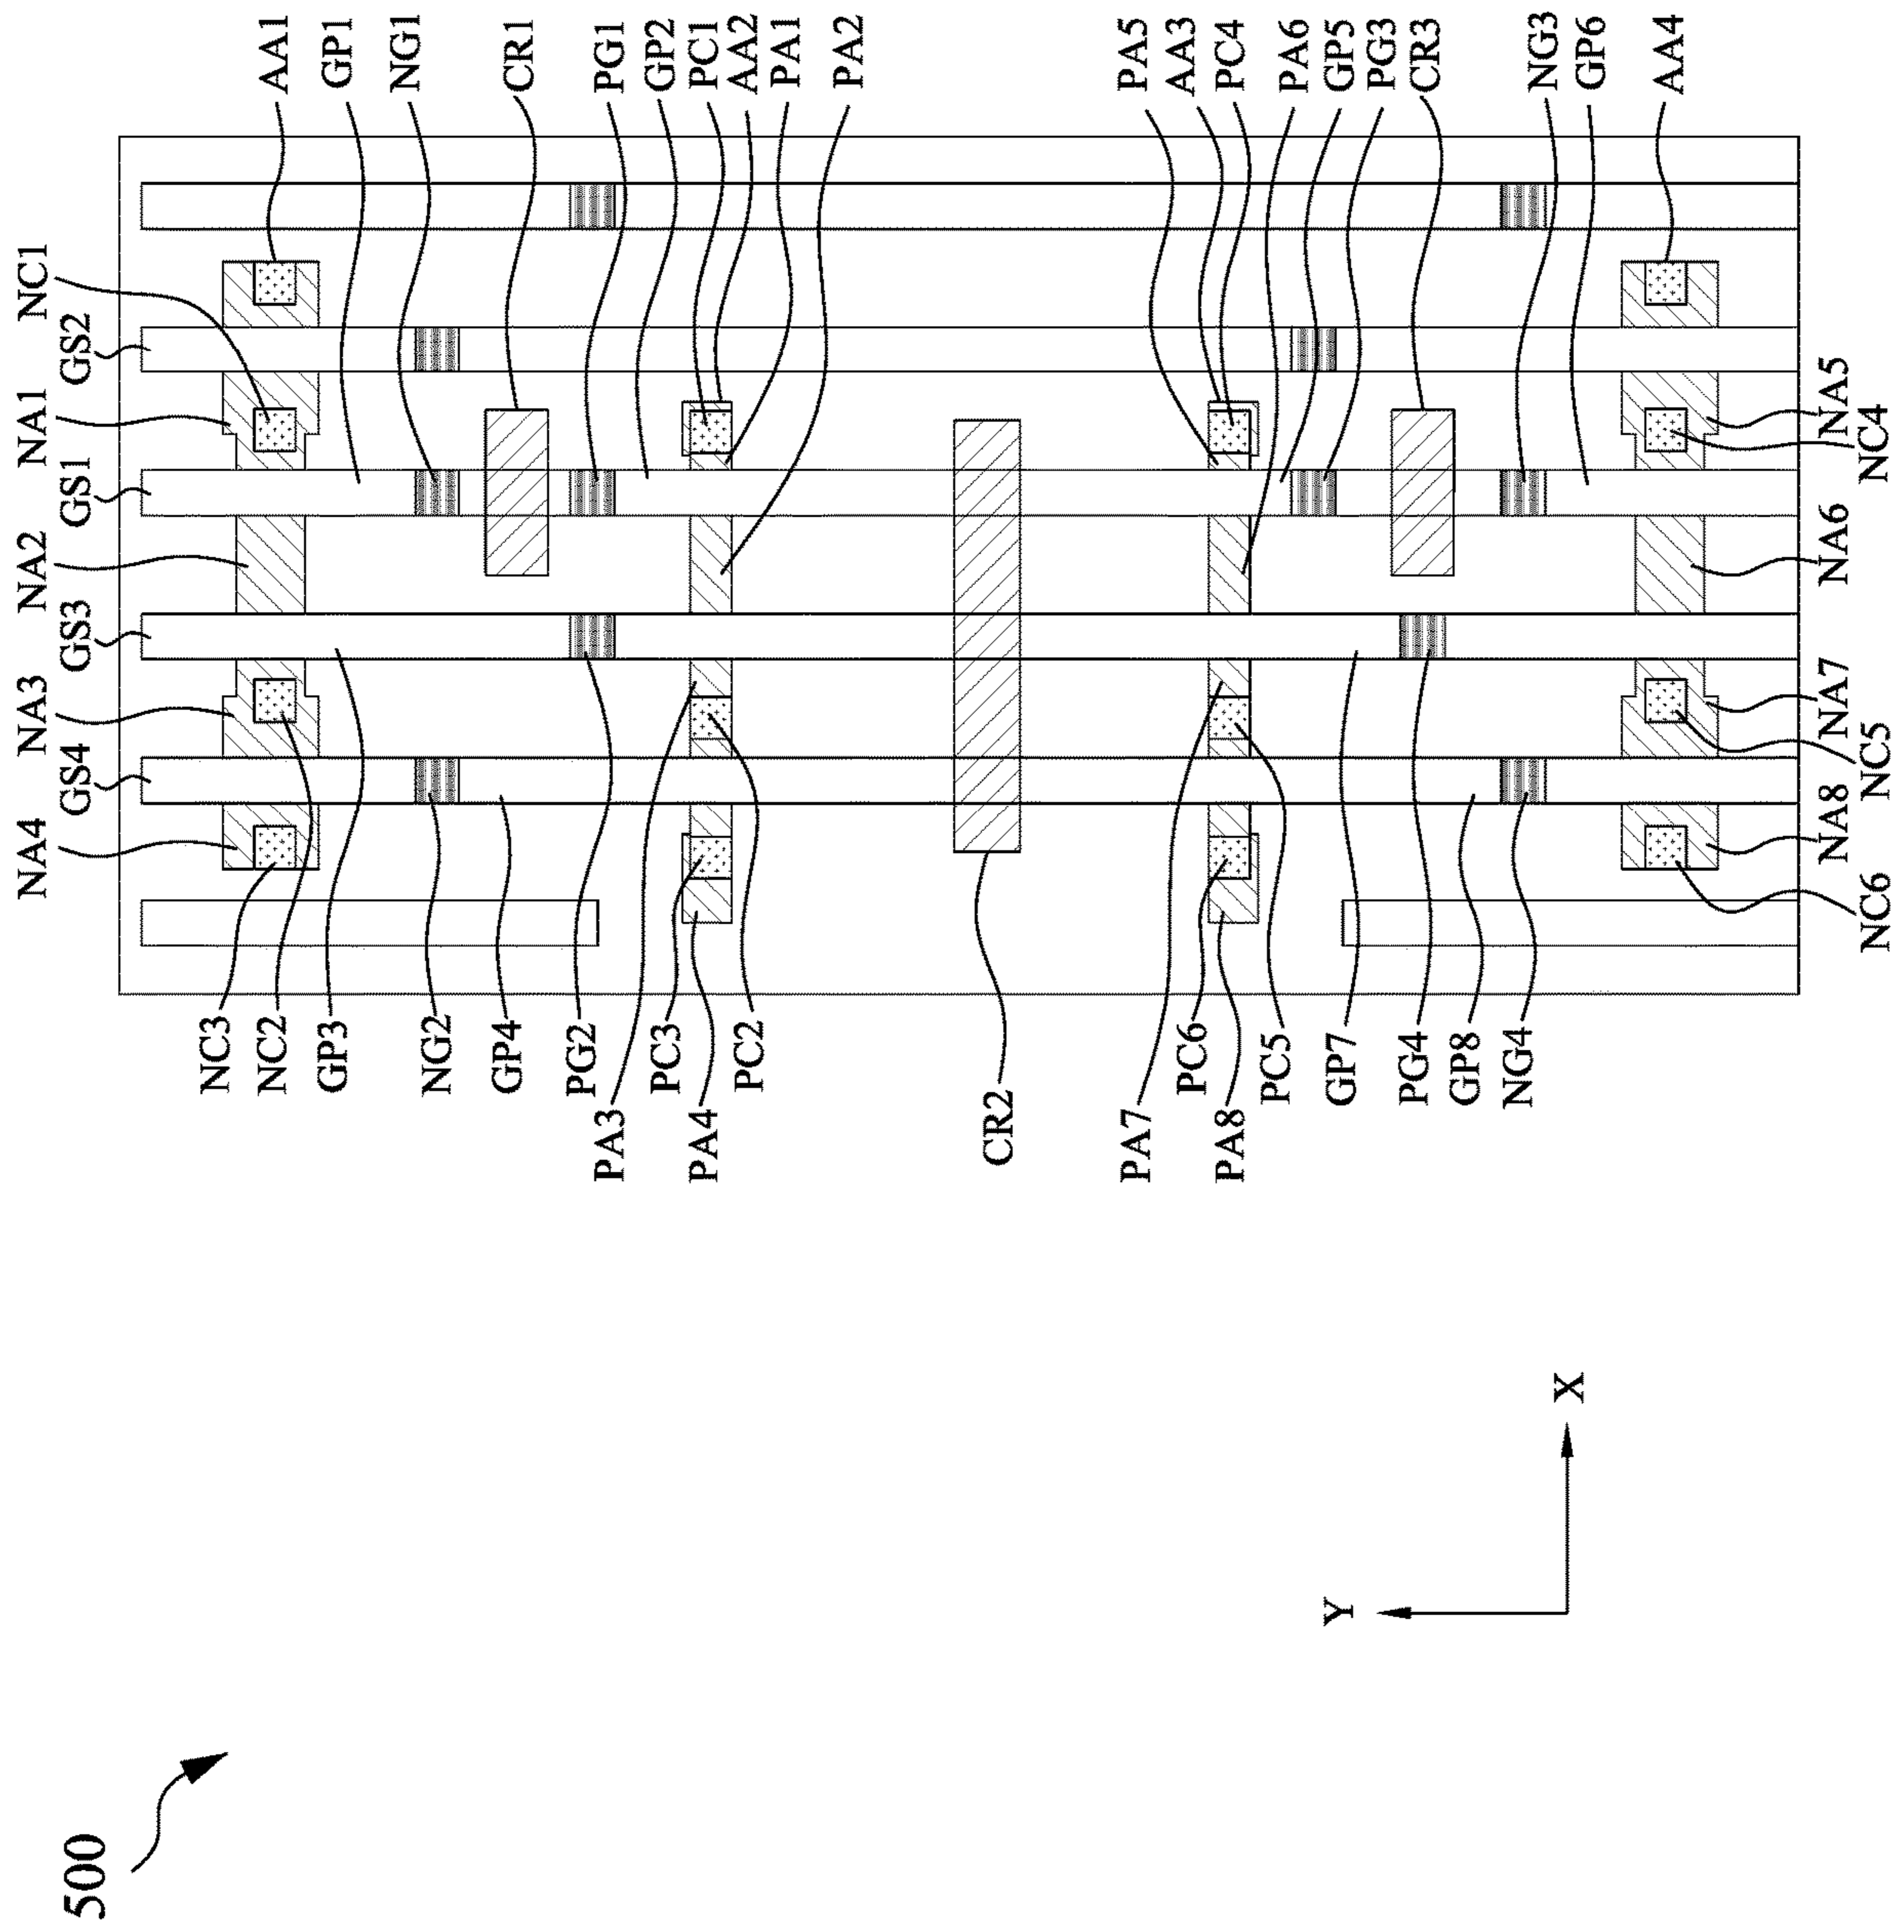 AA1
GP1
NG1
CR1
PG1
GP2
PC1
AA2
PA1
PA2
PA5
AA3
PC4
PA6
GP5
PG3
CR3
NG3
GP6
AA4
NC1
GS2
NA1
GS1
NA2
GS3
NA3
GS4
NA4
NA5
NC4
NA6
NA7
NC5
NA8
NC6
NC3
NC2
GP3
NG2
GP4
PG2
PA3
PC3
PA4
PC2
CR2
PA7
PC6
PA8
PC5
GP7
PG4
GP8
NG4
X
Y
500